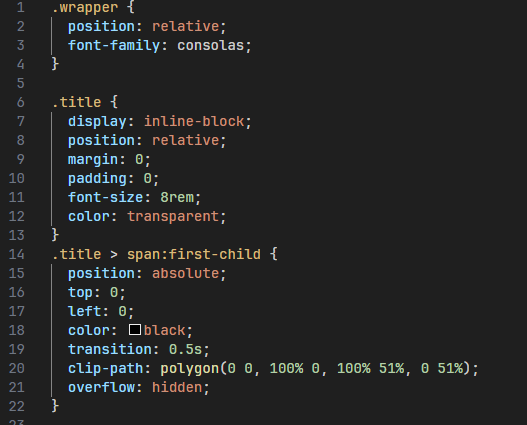 1 .wrapper {
2 position: relative;
3 font-family: consolas;
4 }
5
6 .title {
7 display: inline-block;
8 position: relative;
9 margin: 0;
10 padding: 0;
11 font-size: 8rem;
12 color: transparent;
13 }
14 .title > span:first-child {
15 position: absolute;
16 top: 0;
17 left: 0;
18 color: black;
19 transition: 0.5s;
20 clip-path: polygon(0 0, 100% 0, 100% 51%, 0 51%);
21 overflow: hidden;
22 }
23